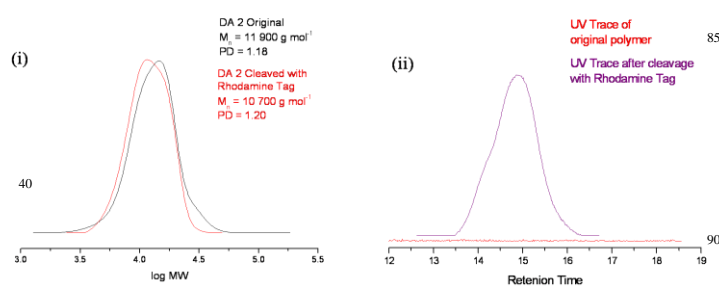 (i)
DA 2 Original
Mn = 11 900 g mol-1
PD = 1.18
DA 2 Cleaved with
Rhodamine Tag
Mn = 10 700 g mol-1
PD = 1.20
40
3.0 3.5 4.0 4.5 5.0 5.5
log MW
(ii)
UV Trace of
original polymer
UV Trace after cleavage
with Rhodamine Tag
85
90
12 13 14 15 16 17 18 19
Retenion Time